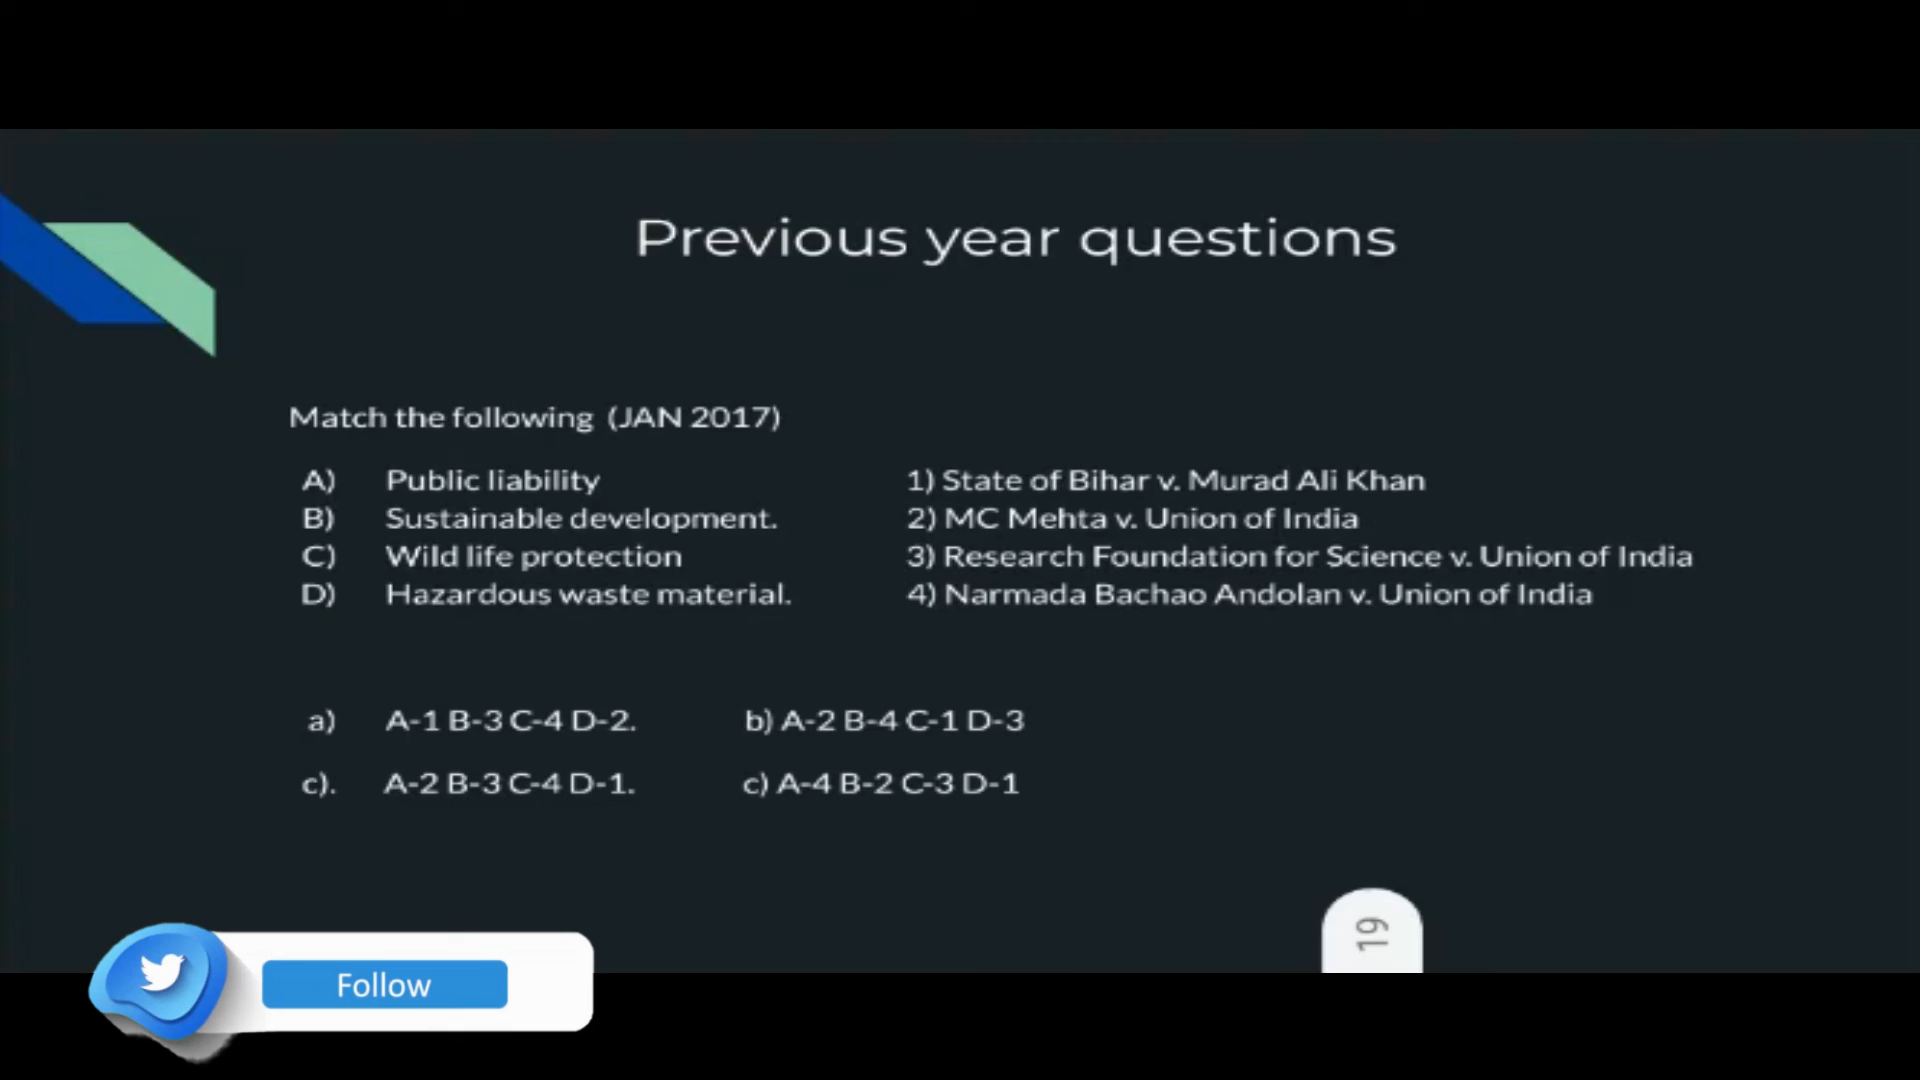 Previous year questions
Match the following (JAN 2017)
A) Public liability 1) State of Bihar v. Murad Ali Khan
B) Sustainable development. 2) MC Mehta v. Union of India
C) Wild life protection 3) Research Foundation for Science v. Union of India
D) Hazardous waste material. 4) Narmada Bachao Andolan v. Union of India
a) A-1 B-3 C-4 D-2. b) A-2 B-4 C-1 D-3
c). A-2 B-3 C-4 D-1. c) A-4 B-2 C-3 D-1
19
Follow